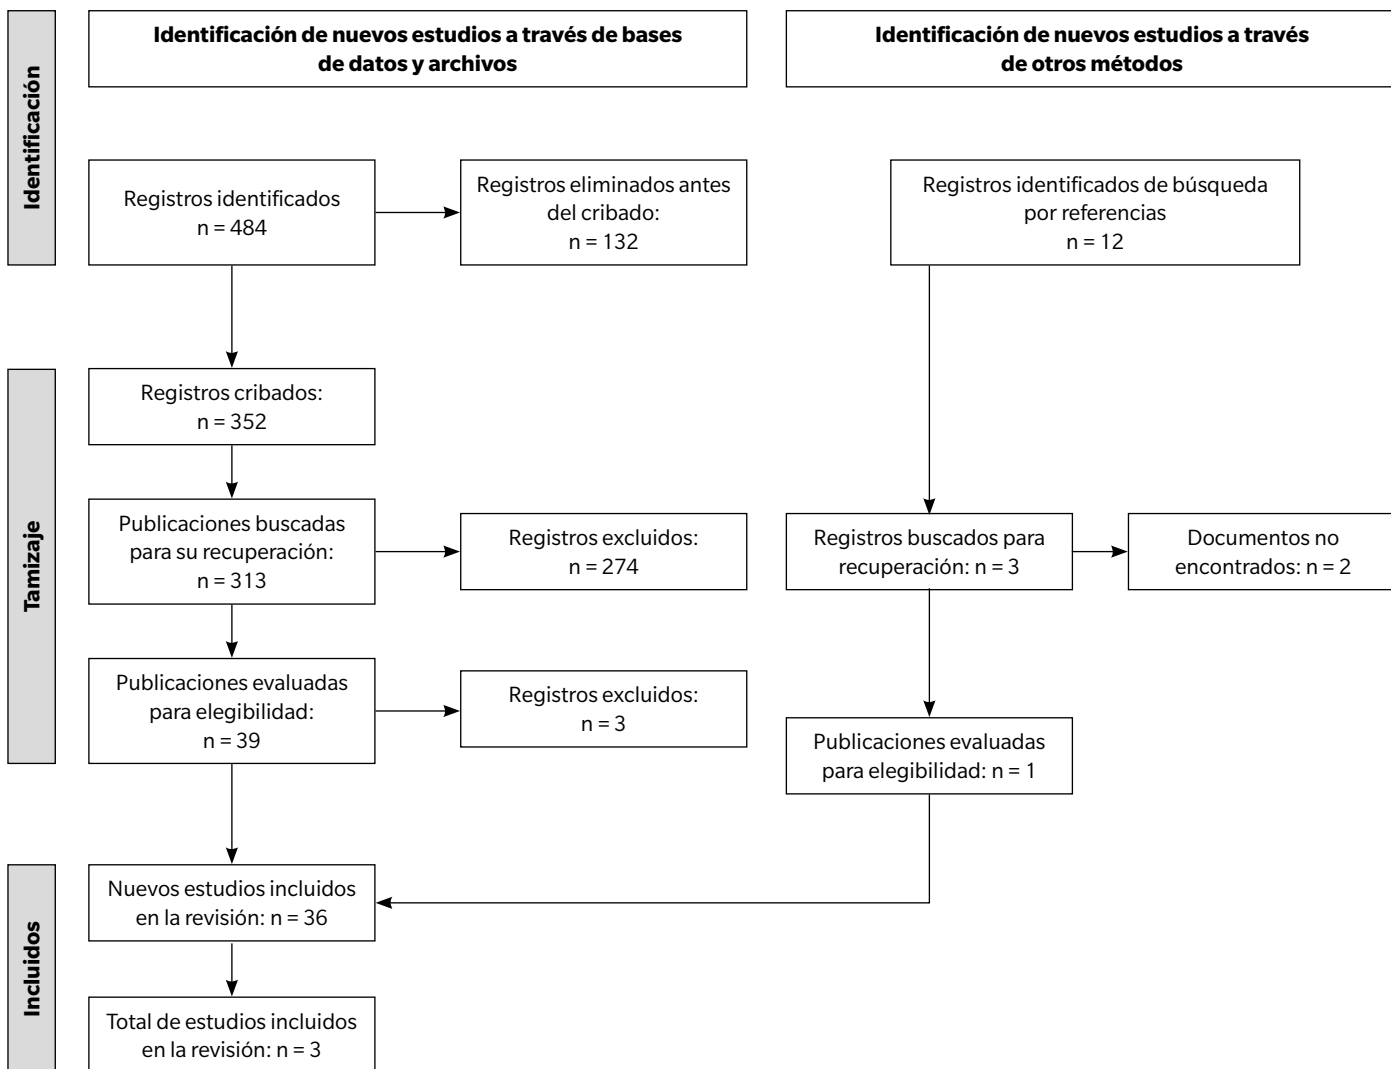 Identificación
Identificación de nuevos estudios a través de bases
de datos y archivos
Identificación de nuevos estudios a través
de otros métodos
Registros identificados
n = 484
Registros eliminados antes
del cribado:
n = 132
Registros identificados de búsqueda
por referencias
n = 12
Tamizaje
Registros cribados:
n = 352
Publicaciones buscadas
para su recuperación:
n = 313
Registros excluidos:
n = 274
Registros buscados para
recuperación: n = 3
Documentos no
encontrados: n = 2
Publicaciones evaluadas
para elegibilidad:
n = 39
Registros excluidos:
n = 3
Publicaciones evaluadas
para elegibilidad: n = 1
Incluidos
Nuevos estudios incluidos
en la revisión: n = 36
Total de estudios incluidos
en la revisión: n = 3